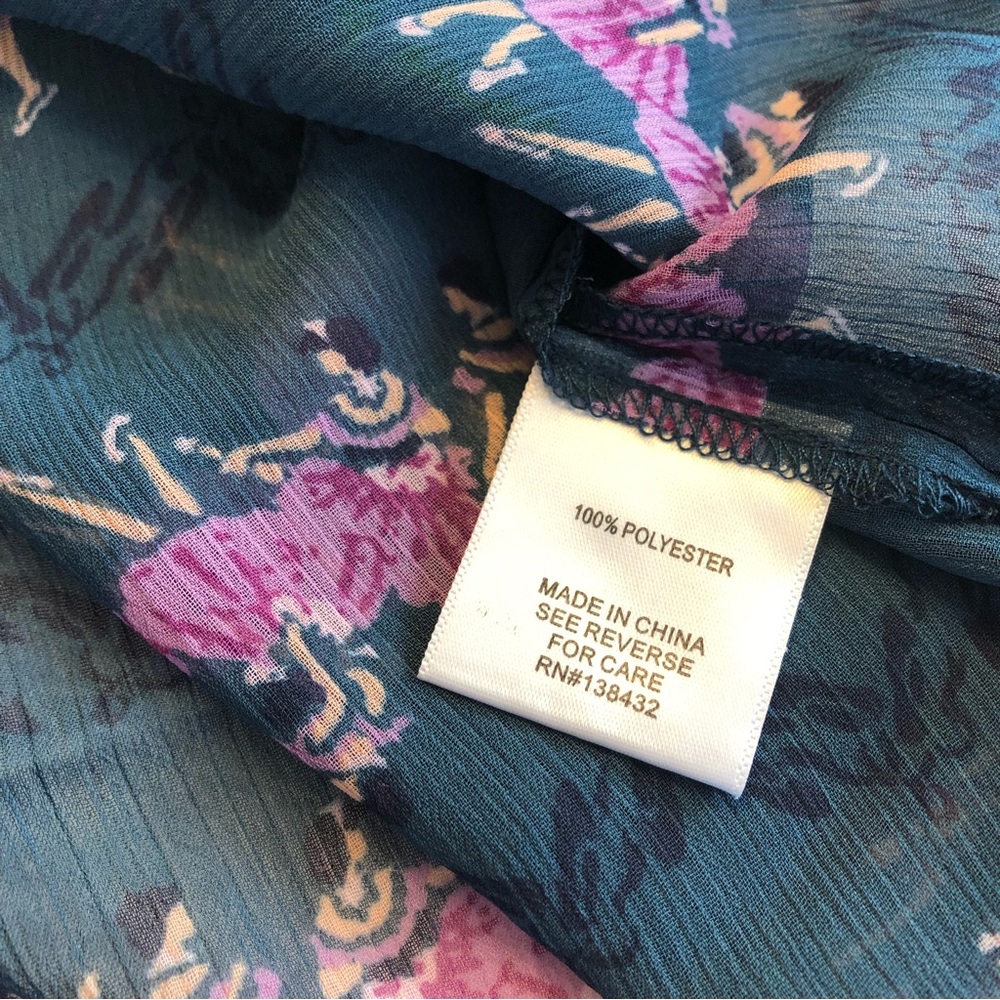 100% POLYESTER
MADE IN CHINA
SEE REVERSE
FOR CARE
RN#138432